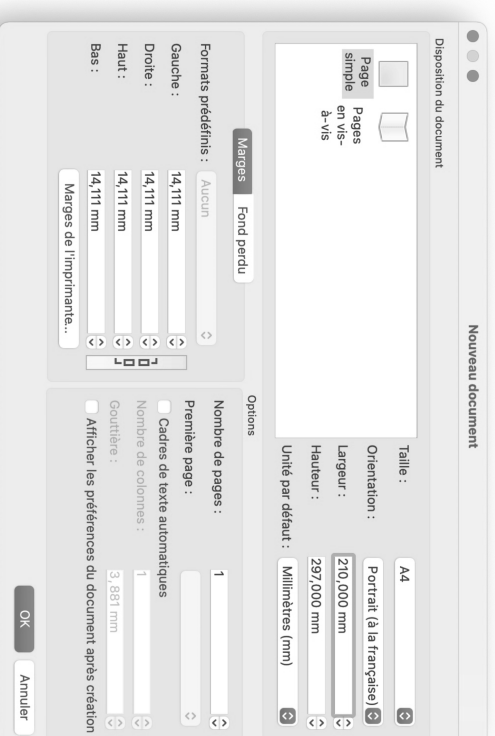 Nouveau document
Disposition du document
Page
simple
Pages
en vis-
à-vis
Taille : A4
Orientation : Portrait (à la française)
Largeur : 210,000 mm
Hauteur : 297,000 mm
Unité par défaut : Millimètres (mm)
Marges Fond perdu
Formats prédéfinis : Aucun
Gauche : 14,111 mm
Droite : 14,111 mm
Haut : 14,111 mm
Bas : 14,111 mm
Marges de l'imprimante...
Options
Nombre de pages : 1
Première page :
Cadres de texte automatiques
Nombre de colonnes : 1
Gouttière : 3,881 mm
Afficher les préférences du document après création
OK Annuler